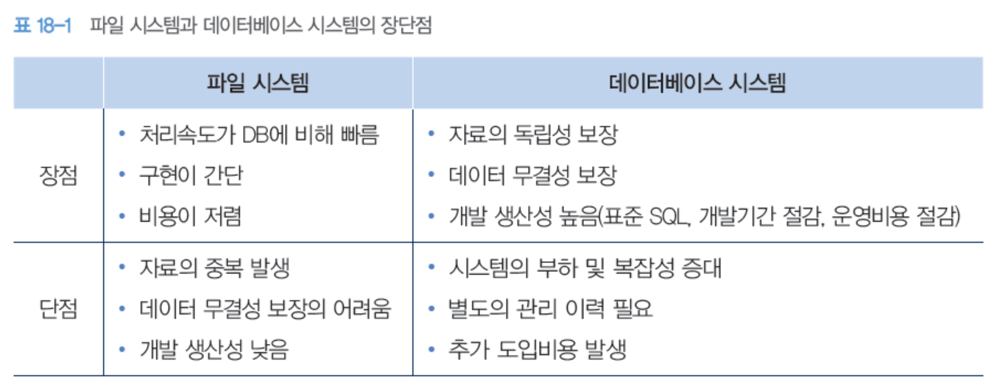 표 18-1 파일 시스템과 데이터베이스 시스템의 장단점
파일 시스템 데이터베이스 시스템
장점
• 처리속도가 DB에 비해 빠름
• 구현이 간단
• 비용이 저렴
• 자료의 독립성 보장
• 데이터 무결성 보장
• 개발 생산성 높음(표준 SQL, 개발기간 절감, 운영비용 절감)
단점
• 자료의 중복 발생
• 데이터 무결성 보장의 어려움
• 개발 생산성 낮음
• 시스템의 부하 및 복잡성 증대
• 별도의 관리 이력 필요
• 추가 도입비용 발생